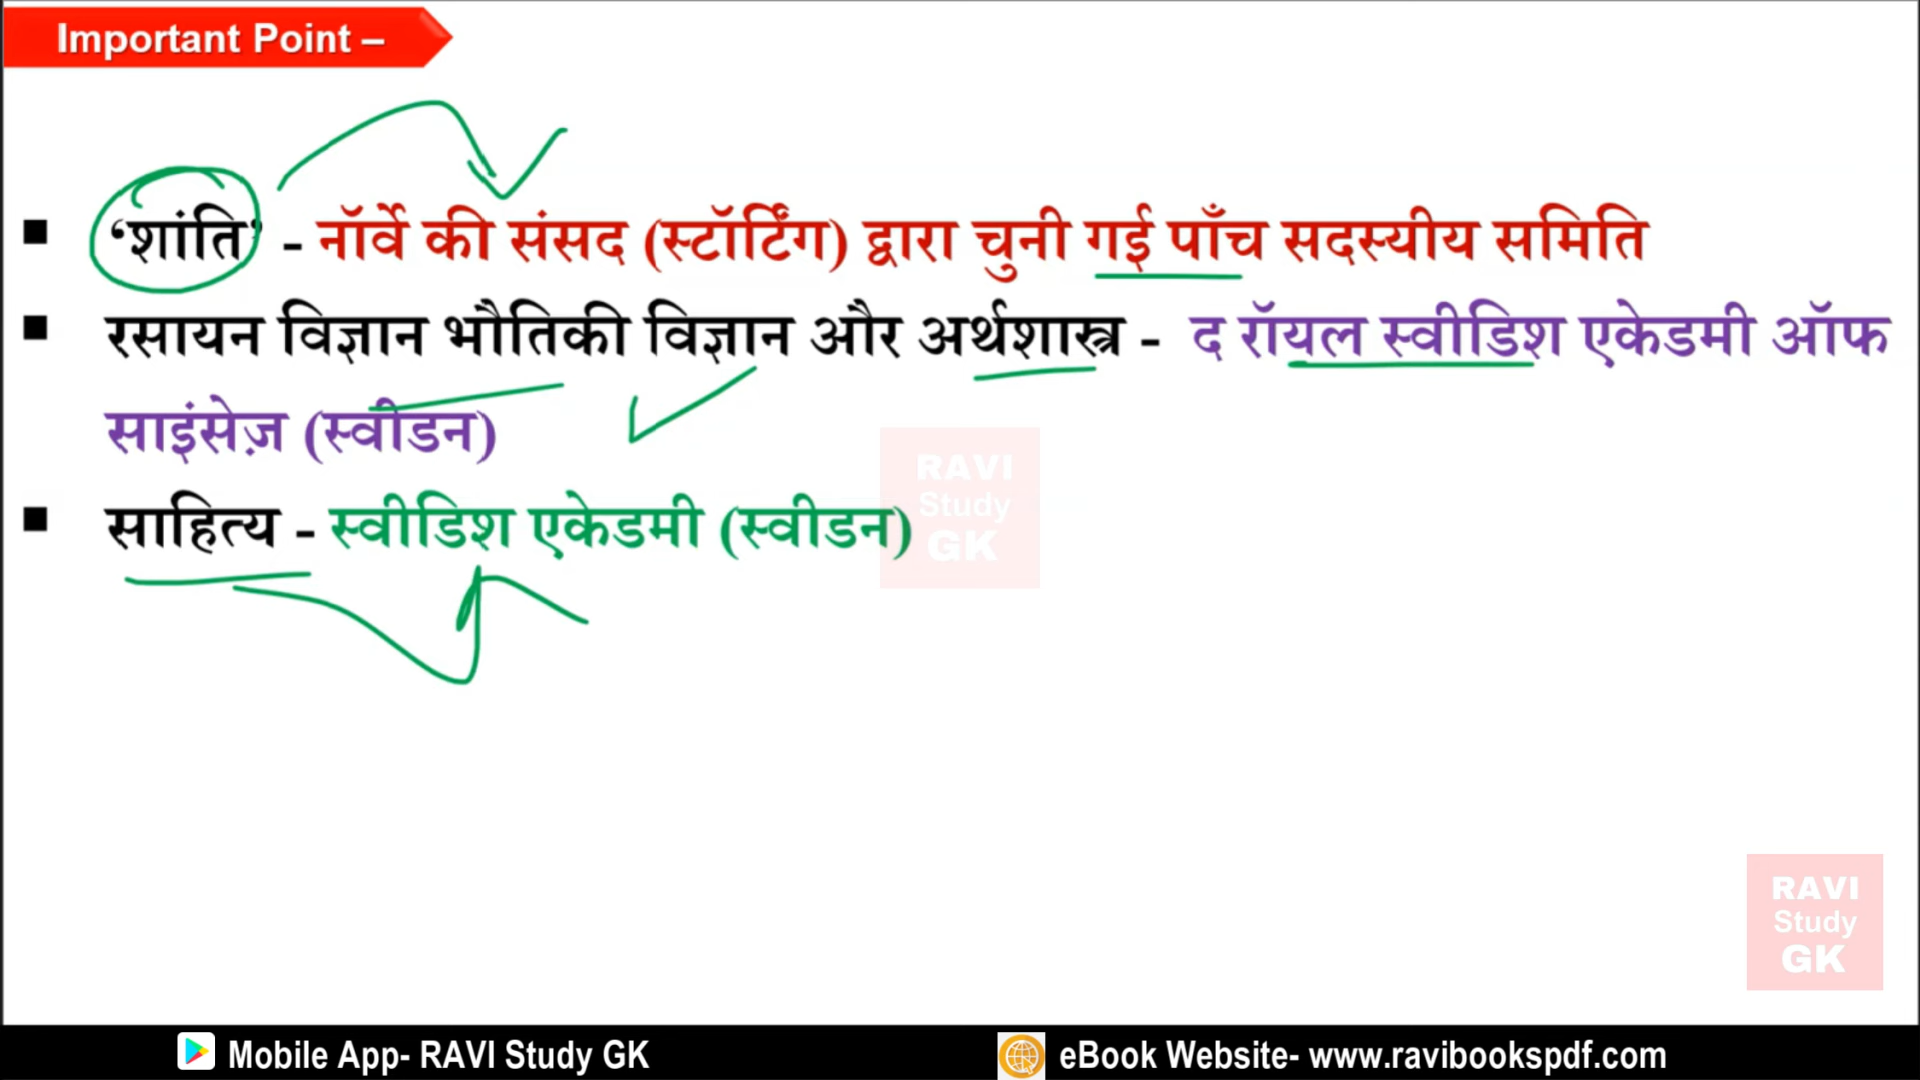 Important Point –
▪ ‘शांति’ - नॉर्वे की संसद (स्टॉर्टिंग) द्वारा चुनी गई पाँच सदस्यीय समिति
▪ रसायन विज्ञान भौतिकी विज्ञान और अर्थशास्त्र - द रॉयल स्वीडिश एकेडमी ऑफ
साइंसेज़ (स्वीडन)
▪ साहित्य - स्वीडिश एकेडमी (स्वीडन)
RAVI
Study
GK
RAVI
Study
GK
Mobile App- RAVI Study GK
eBook Website- www.ravibookspdf.com